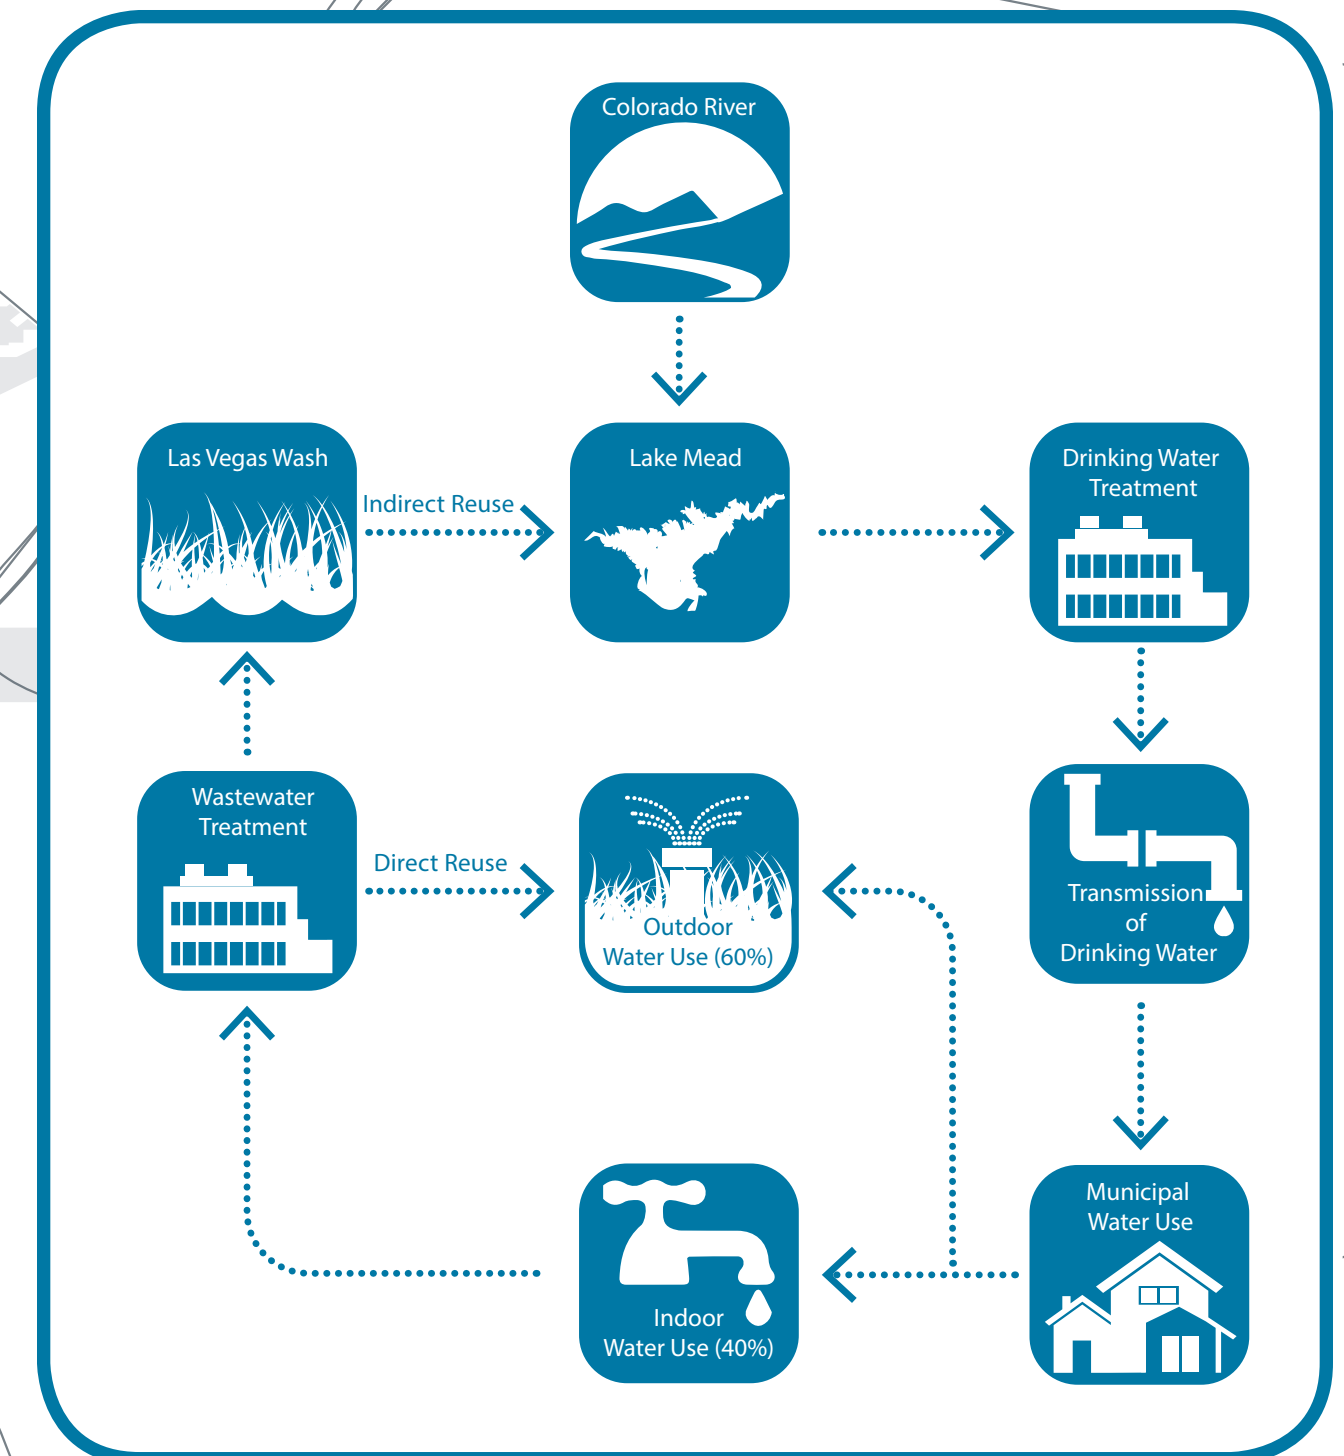 Colorado River
Las Vegas Wash
Indirect Reuse
Lake Mead
Drinking Water
Treatment
Wastewater
Treatment
Direct Reuse
Outdoor
Water Use (60%)
Transmission
of
Drinking Water
Indoor
Water Use (40%)
Municipal
Water Use